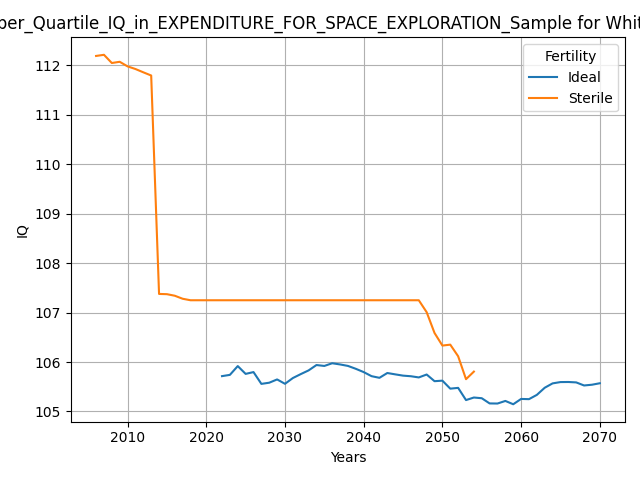 per_Quartile_IQ_in_EXPENDITURE_FOR_SPACE_EXPLORATION_Sample for Whit
Fertility
Ideal
Sterile
112
111
110
109
108
107
106
105
IQ
2010 2020 2030 2040 2050 2060 2070
Years